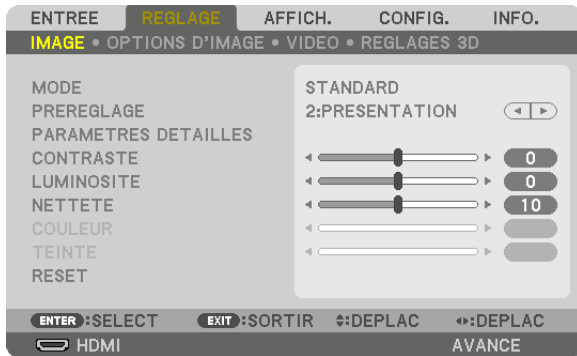 ENTREE REGLAGE AFFICH. CONFIG. INFO.
IMAGE • OPTIONS D'IMAGE • VIDEO • REGLAGES 3D
MODE STANDARD
PREREGLAGE 2:PRESENTATION
PARAMETRES DETAILLES
CONTRASTE 0
LUMINOSITE 0
NETTETE 10
COULEUR
TEINTE
RESET
ENTER :SELECT EXIT :SORTIR :DEPLAC :DEPLAC
HDMI AVANCE